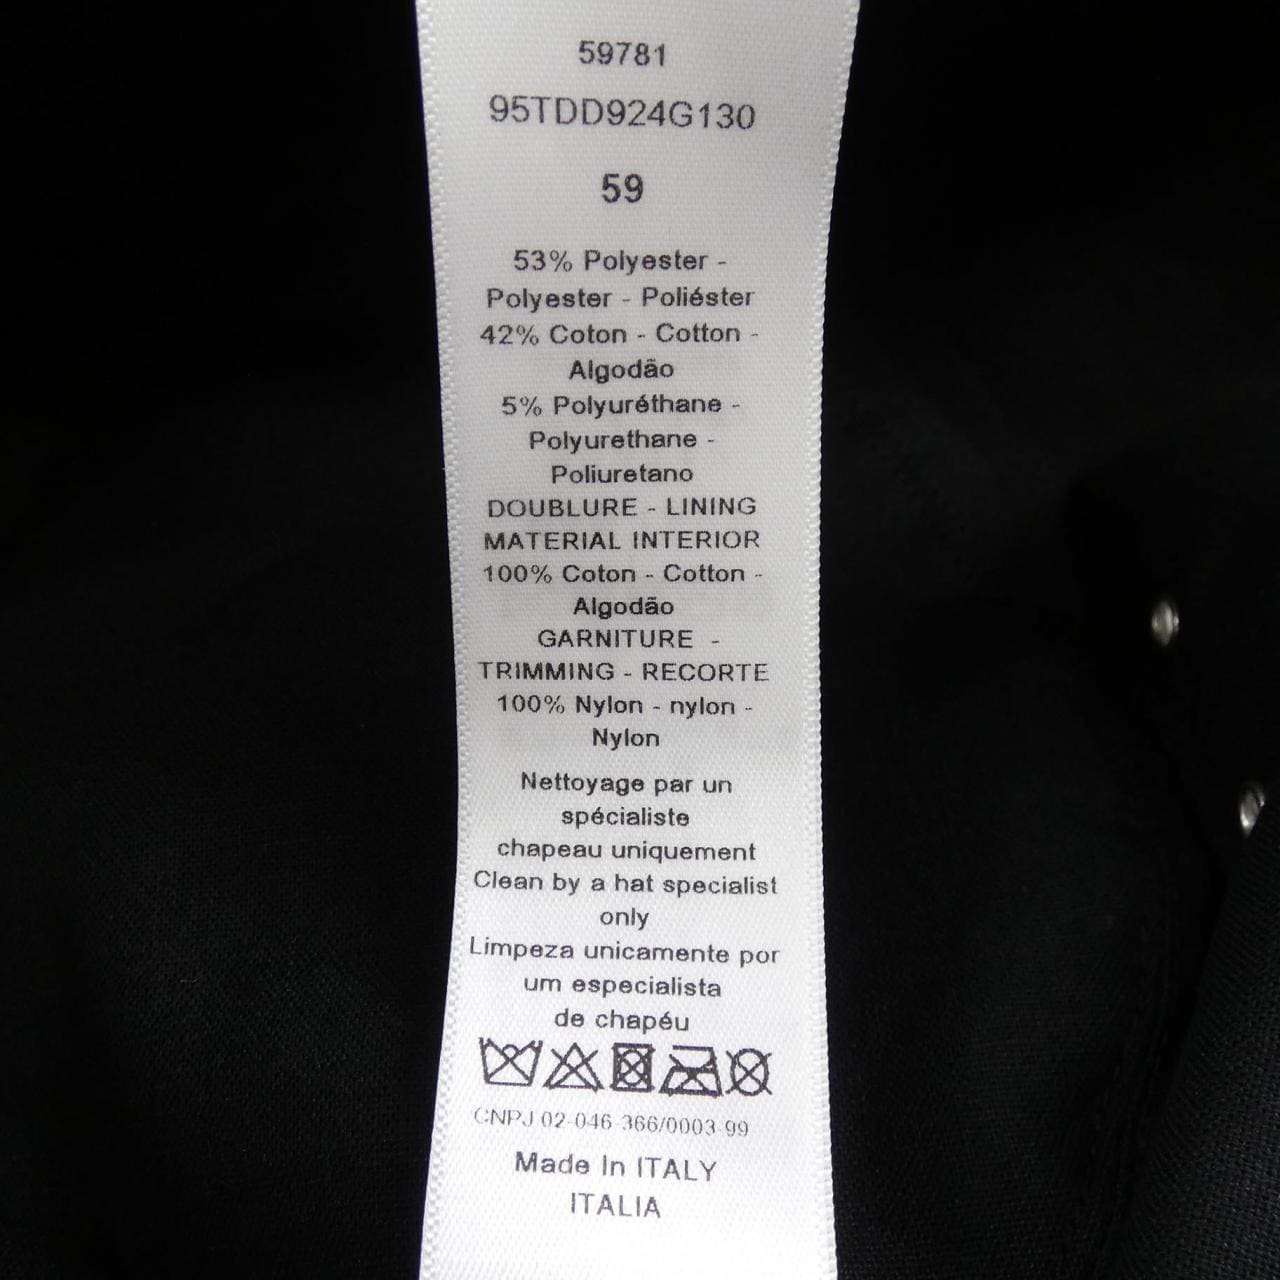 59781
95TDD924G130
59
53% Polyester -
Polyester - Poliéster
42% Coton - Cotton -
Algodão
5% Polyuréthane -
Polyurethane -
Poliuretano
DOUBLURE - LINING
MATERIAL INTERIOR
100% Coton - Cotton -
Algodão
GARNITURE -
TRIMMING - RECORTE
100% Nylon - nylon -
Nylon
Nettoyage par un
spécialiste
chapeau uniquement
Clean by a hat specialist
only
Limpeza unicamente por
um especialista
de chapéu
CNPJ 02-046-366/0003-99
Made In ITALY
ITALIA